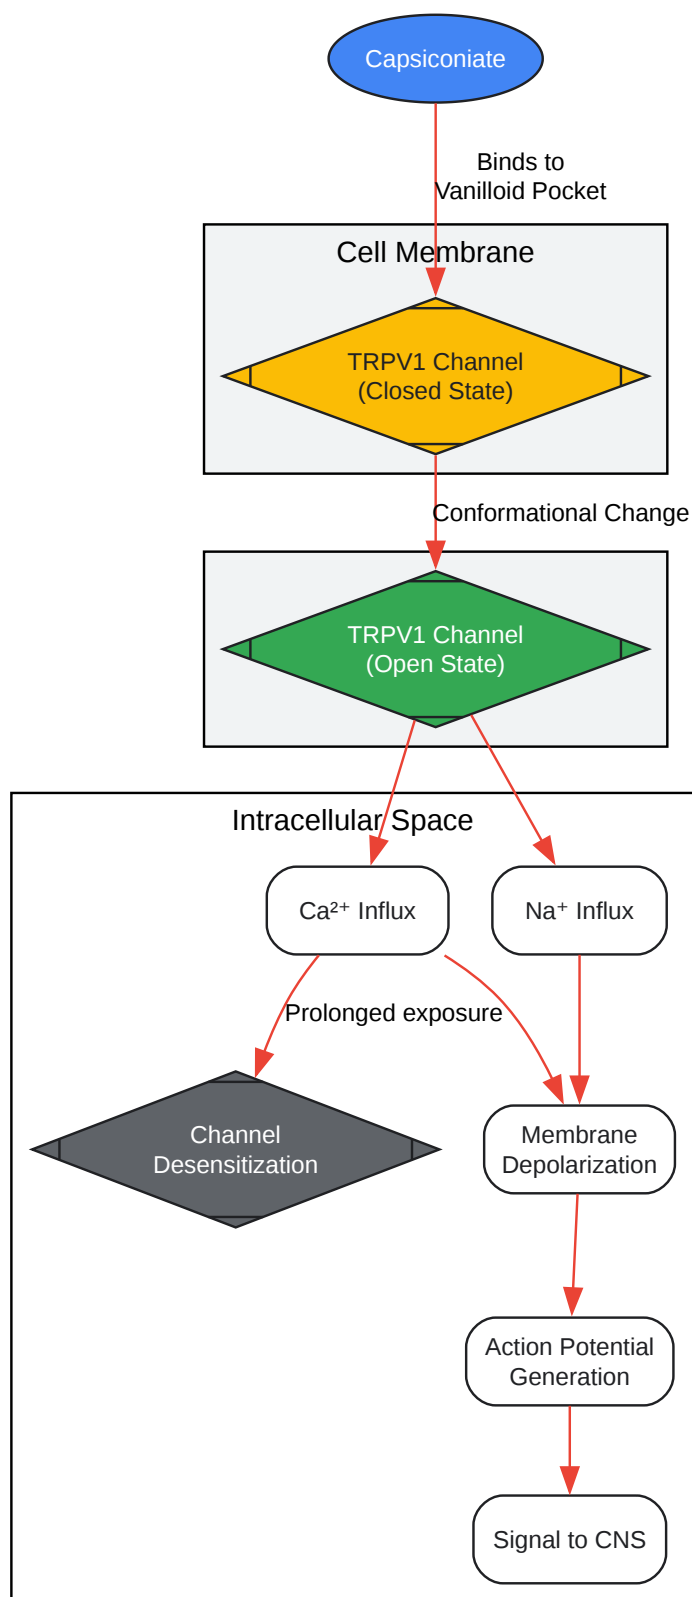 Capsiconiate
Binds to
Vanilloid Pocket
Cell Membrane
TRPV1 Channel
(Closed State)
Conformational Change
TRPV1 Channel
(Open State)
Intracellular Space
Ca²⁺ Influx
Na⁺ Influx
Prolonged exposure
Channel
Desensitization
Membrane
Depolarization
Action Potential
Generation
Signal to CNS